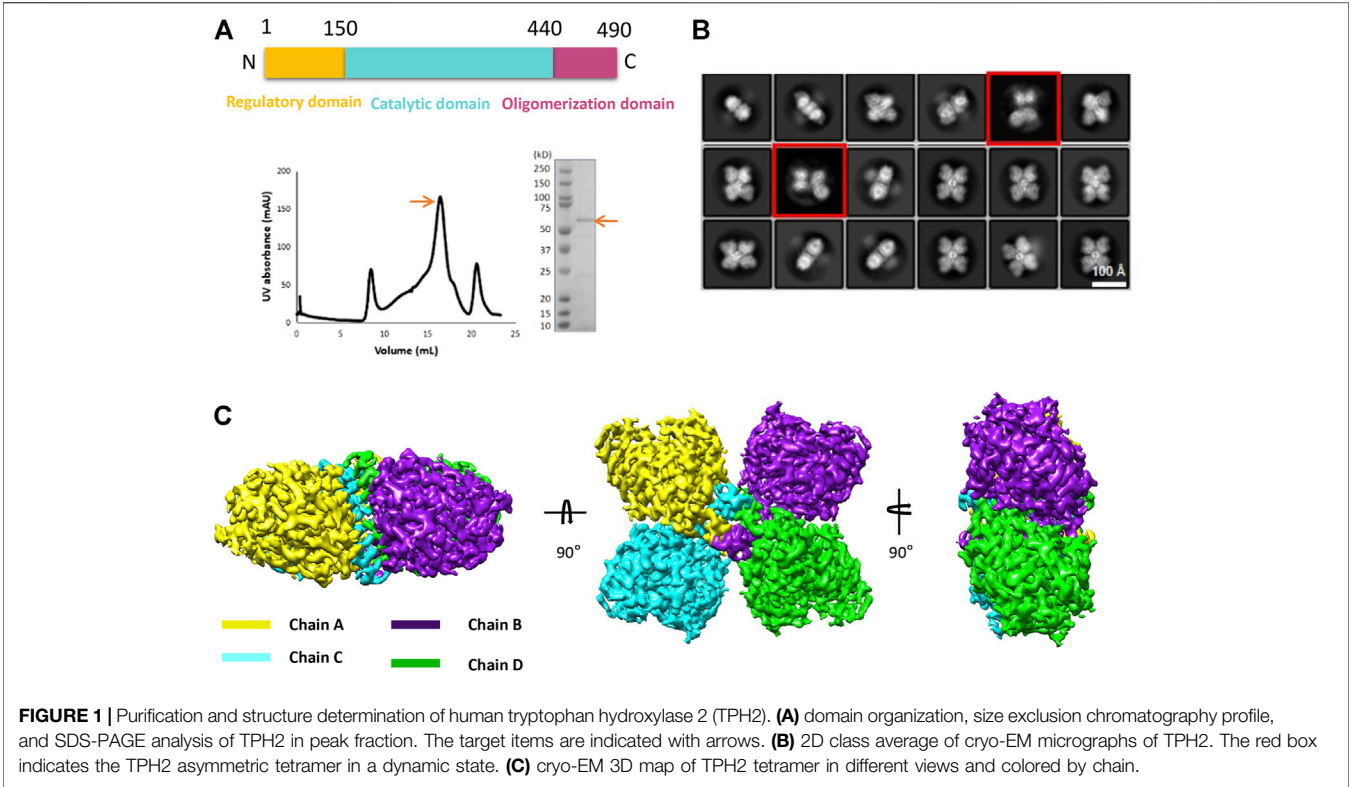 A
1 150 440 490
N C
Regulatory domain Catalytic domain Oligomerization domain
200
150
100
50
0
UV absorbance (mAU)
0 5 10 15 20 25
Volume (mL)
(kD)
250
150
100
75
50
37
25
20
15
10
B
100 Å
C
90°
90°
Chain A Chain B
Chain C Chain D
FIGURE 1 | Purification and structure determination of human tryptophan hydroxylase 2 (TPH2). (A) domain organization, size exclusion chromatography profile,
and SDS-PAGE analysis of TPH2 in peak fraction. The target items are indicated with arrows. (B) 2D class average of cryo-EM micrographs of TPH2. The red box
indicates the TPH2 asymmetric tetramer in a dynamic state. (C) cryo-EM 3D map of TPH2 tetramer in different views and colored by chain.